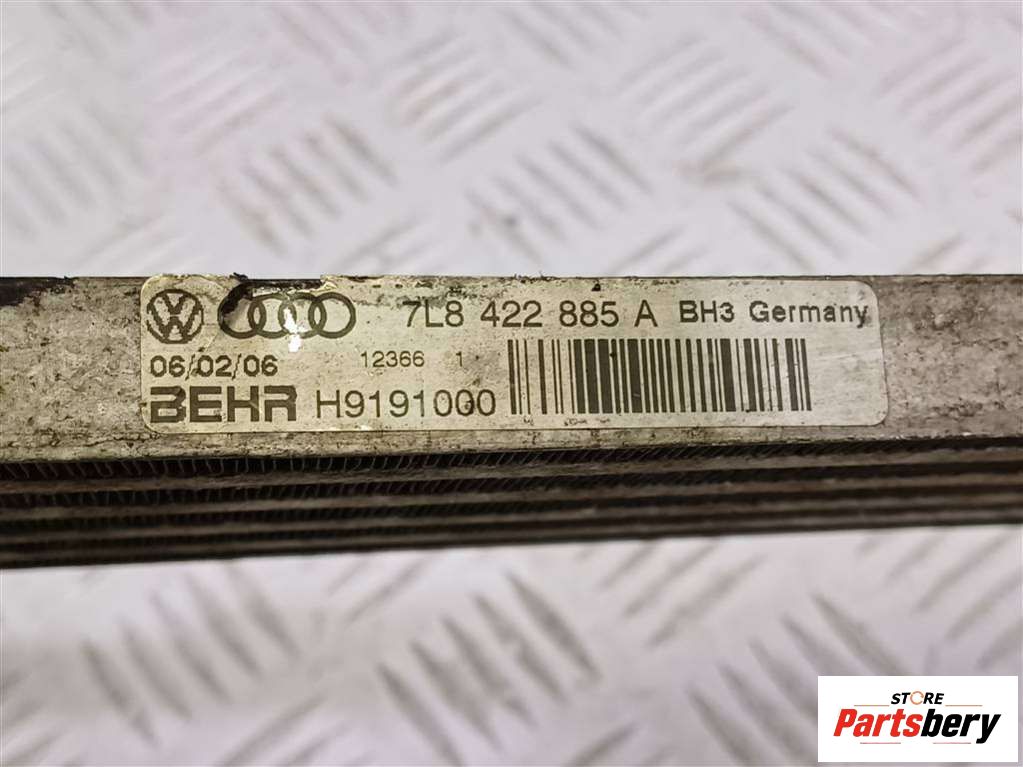 7L8 422 885 A BH3 Germany
06/02/06 12366 1
BEHR H9191000
STORE
Partsbery